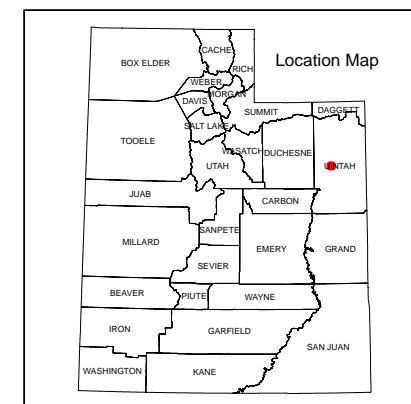 Location Map
BOX ELDER
CACHE
RICH
WEBER
MORGAN
DAVIS
SUMMIT
DAGGETT
SALT LAKE
TOOELE
WASATCH
DUCHESNE
UINTAH
UTAH
JUAB
CARBON
SANPETE
MILLARD
EMERY
GRAND
SEVIER
BEAVER
PIUTE
WAYNE
IRON
GARFIELD
SAN JUAN
WASHINGTON
KANE